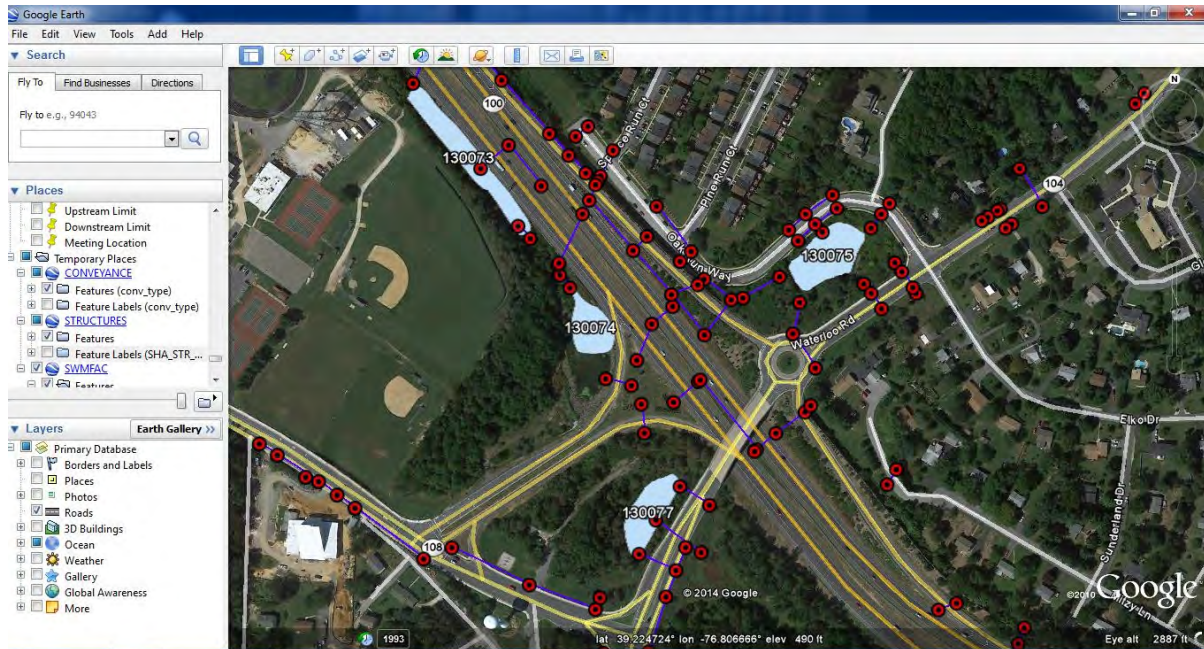 Google Earth
File Edit View Tools Add Help
Search
Fly To Find Businesses Directions
Fly to e.g., 94043
Places
Upstream Limit
Downstream Limit
Meeting Location
Temporary Places
CONVEYANCE
Features (conv_type)
Feature Labels (conv_type)
STRUCTURES
Features
Feature Labels (SHA_STR_...
SWMFAC
Features
Layers
Earth Gallery >>
Primary Database
Borders and Labels
Places
Photos
Roads
3D Buildings
Ocean
Weather
Gallery
Global Awareness
More
100
130073
Pine Run Ct
N
104
130075
130074
Waterloo Rd
Elko Dr
Sunderland Dr
130077
108
© 2014 Google
©2010 Google
1993
lat 39.224724° lon -76.806666° elev 490 ft
Eye alt 2887 ft